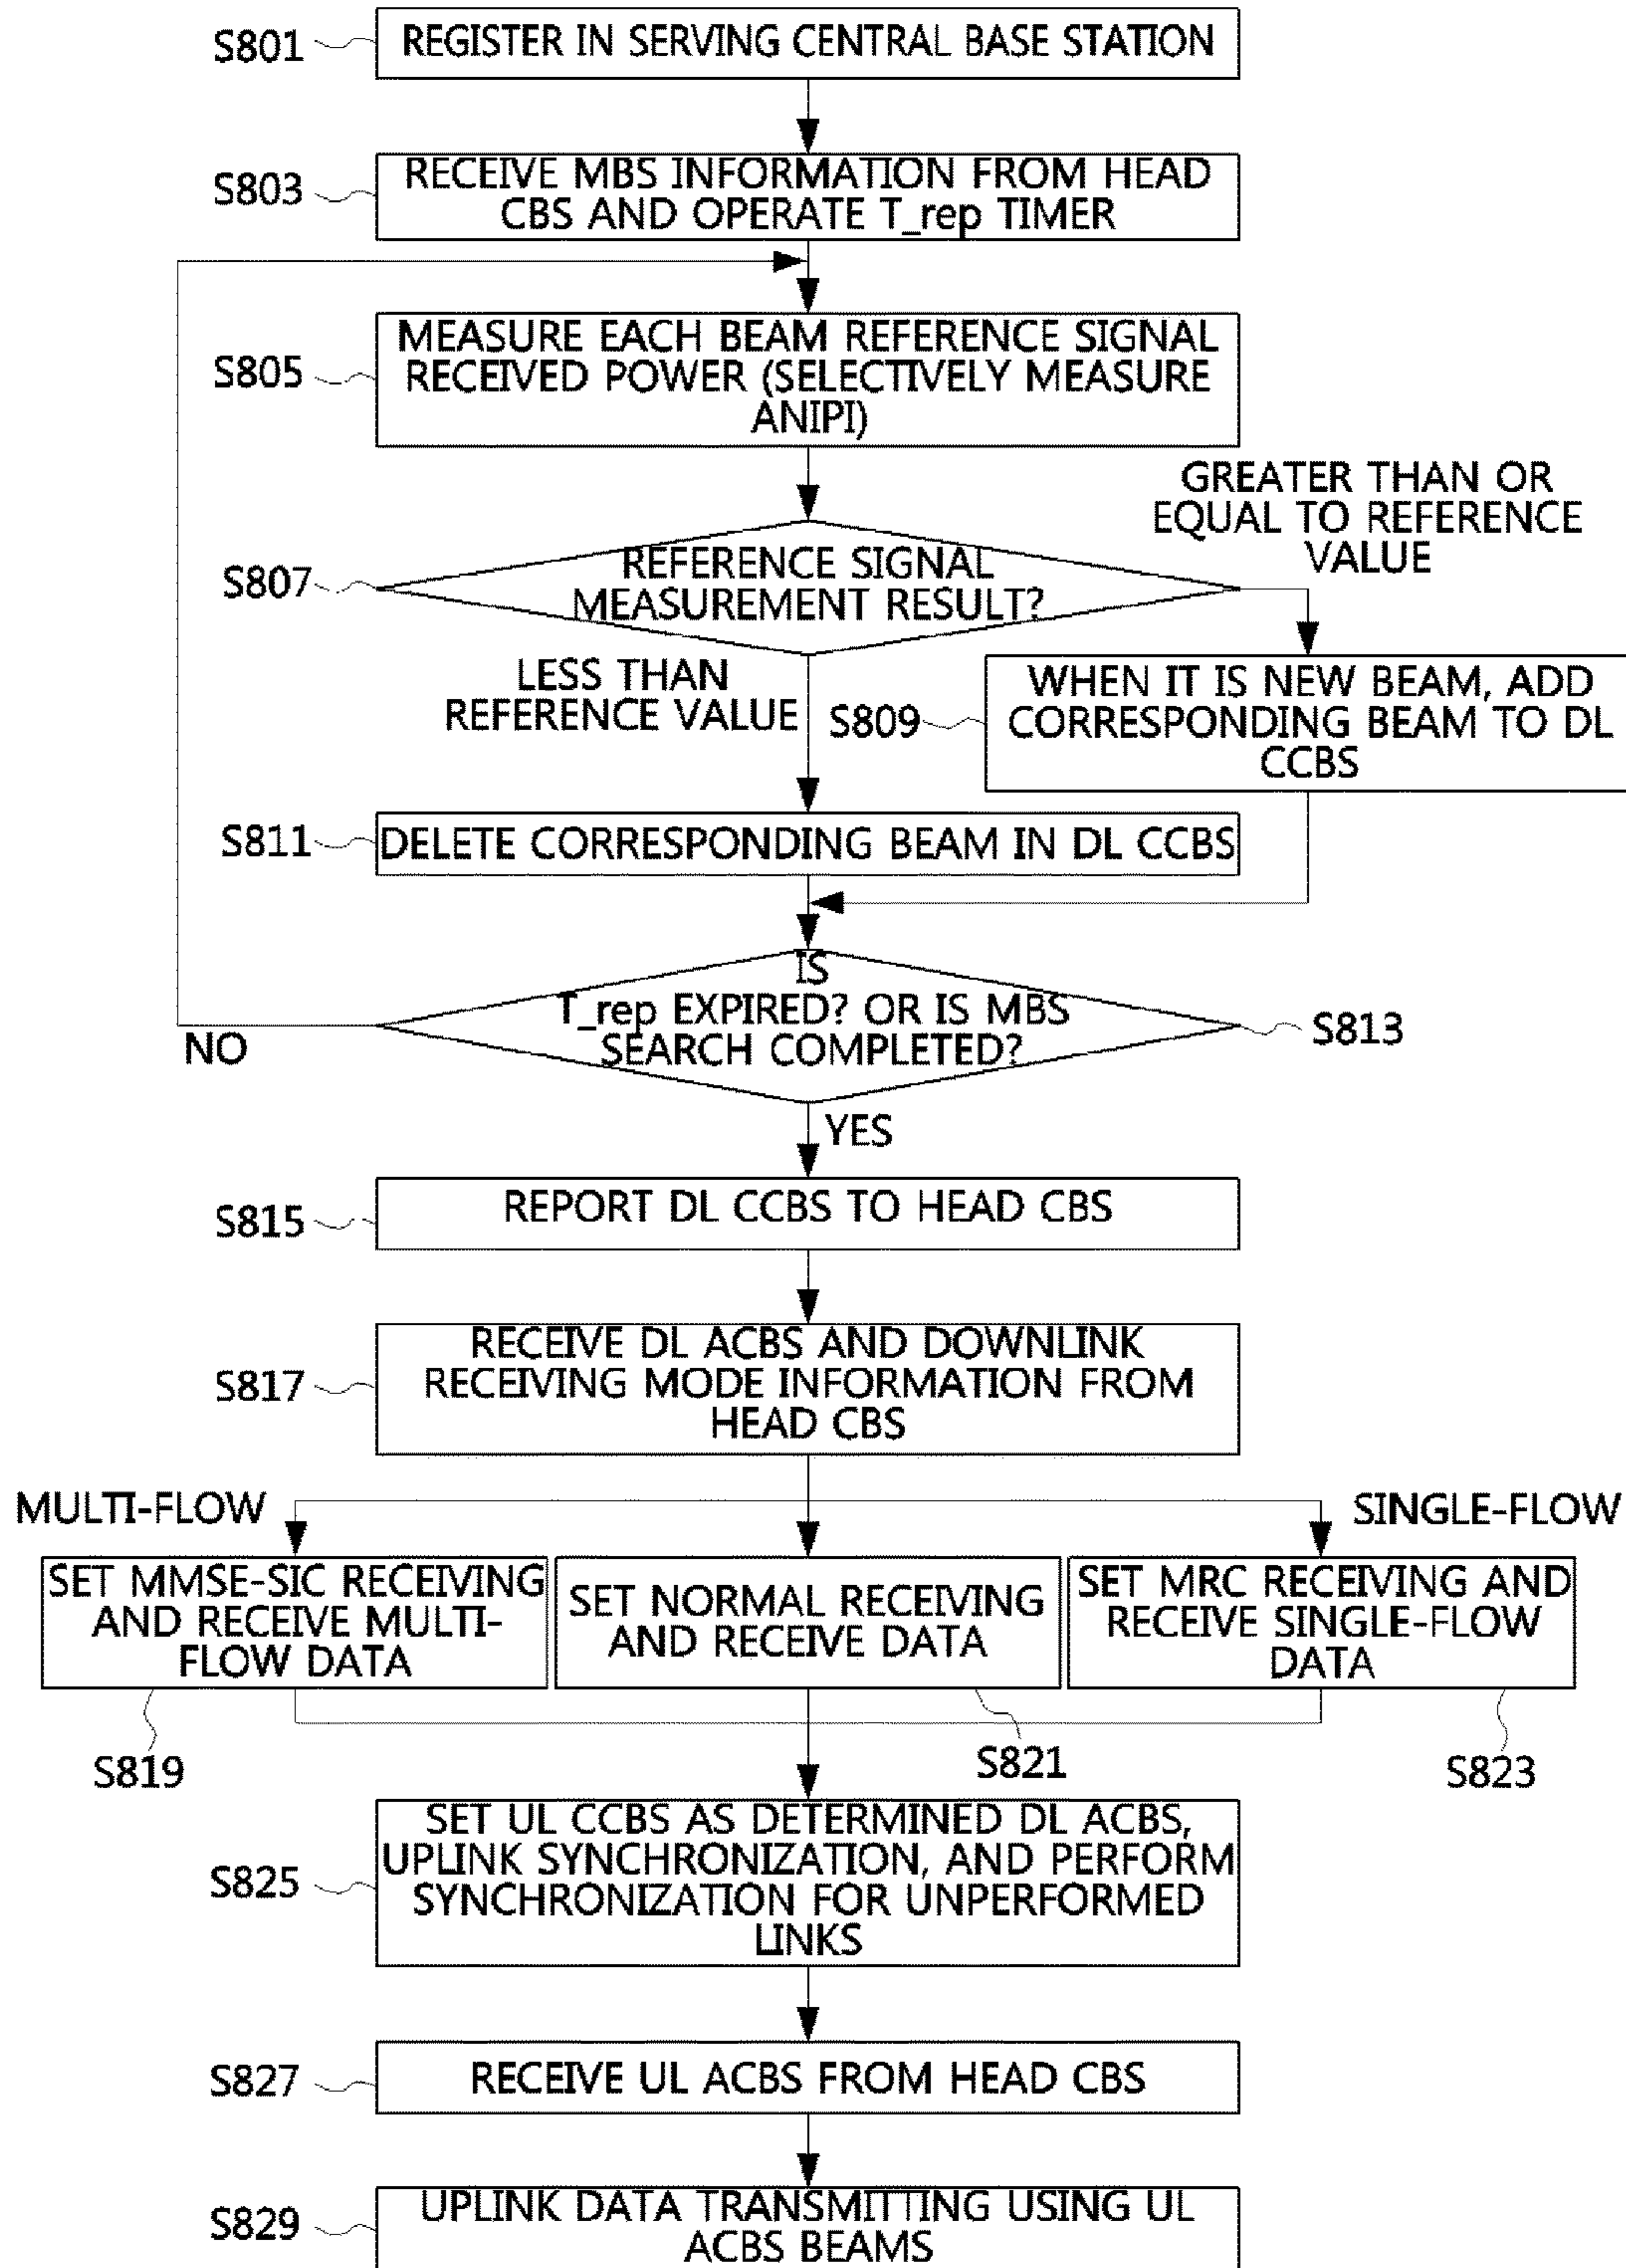 S801
REGISTER IN SERVING CENTRAL BASE STATION
S803
RECEIVE MBS INFORMATION FROM HEAD
CBS AND OPERATE T_rep TIMER
S805
MEASURE EACH BEAM REFERENCE SIGNAL
RECEIVED POWER (SELECTIVELY MEASURE
ANIPI)
GREATER THAN OR
EQUAL TO REFERENCE
VALUE
S807
REFERENCE SIGNAL
MEASUREMENT RESULT?
LESS THAN
REFERENCE VALUE
S809
WHEN IT IS NEW BEAM, ADD
CORRESPONDING BEAM TO DL
CCBS
S811
DELETE CORRESPONDING BEAM IN DL CCBS
IS
T_rep EXPIRED? OR IS MBS
SEARCH COMPLETED?
S813
NO
YES
S815
REPORT DL CCBS TO HEAD CBS
S817
RECEIVE DL ACBS AND DOWNLINK
RECEIVING MODE INFORMATION FROM
HEAD CBS
MULTI-FLOW
SINGLE-FLOW
SET MMSE-SIC RECEIVING
AND RECEIVE MULTI-
FLOW DATA
SET NORMAL RECEIVING
AND RECEIVE DATA
SET MRC RECEIVING AND
RECEIVE SINGLE-FLOW
DATA
S819
S821
S823
S825
SET UL CCBS AS DETERMINED DL ACBS,
UPLINK SYNCHRONIZATION, AND PERFORM
SYNCHRONIZATION FOR UNPERFORMED
LINKS
S827
RECEIVE UL ACBS FROM HEAD CBS
S829
UPLINK DATA TRANSMITTING USING UL
ACBS BEAMS